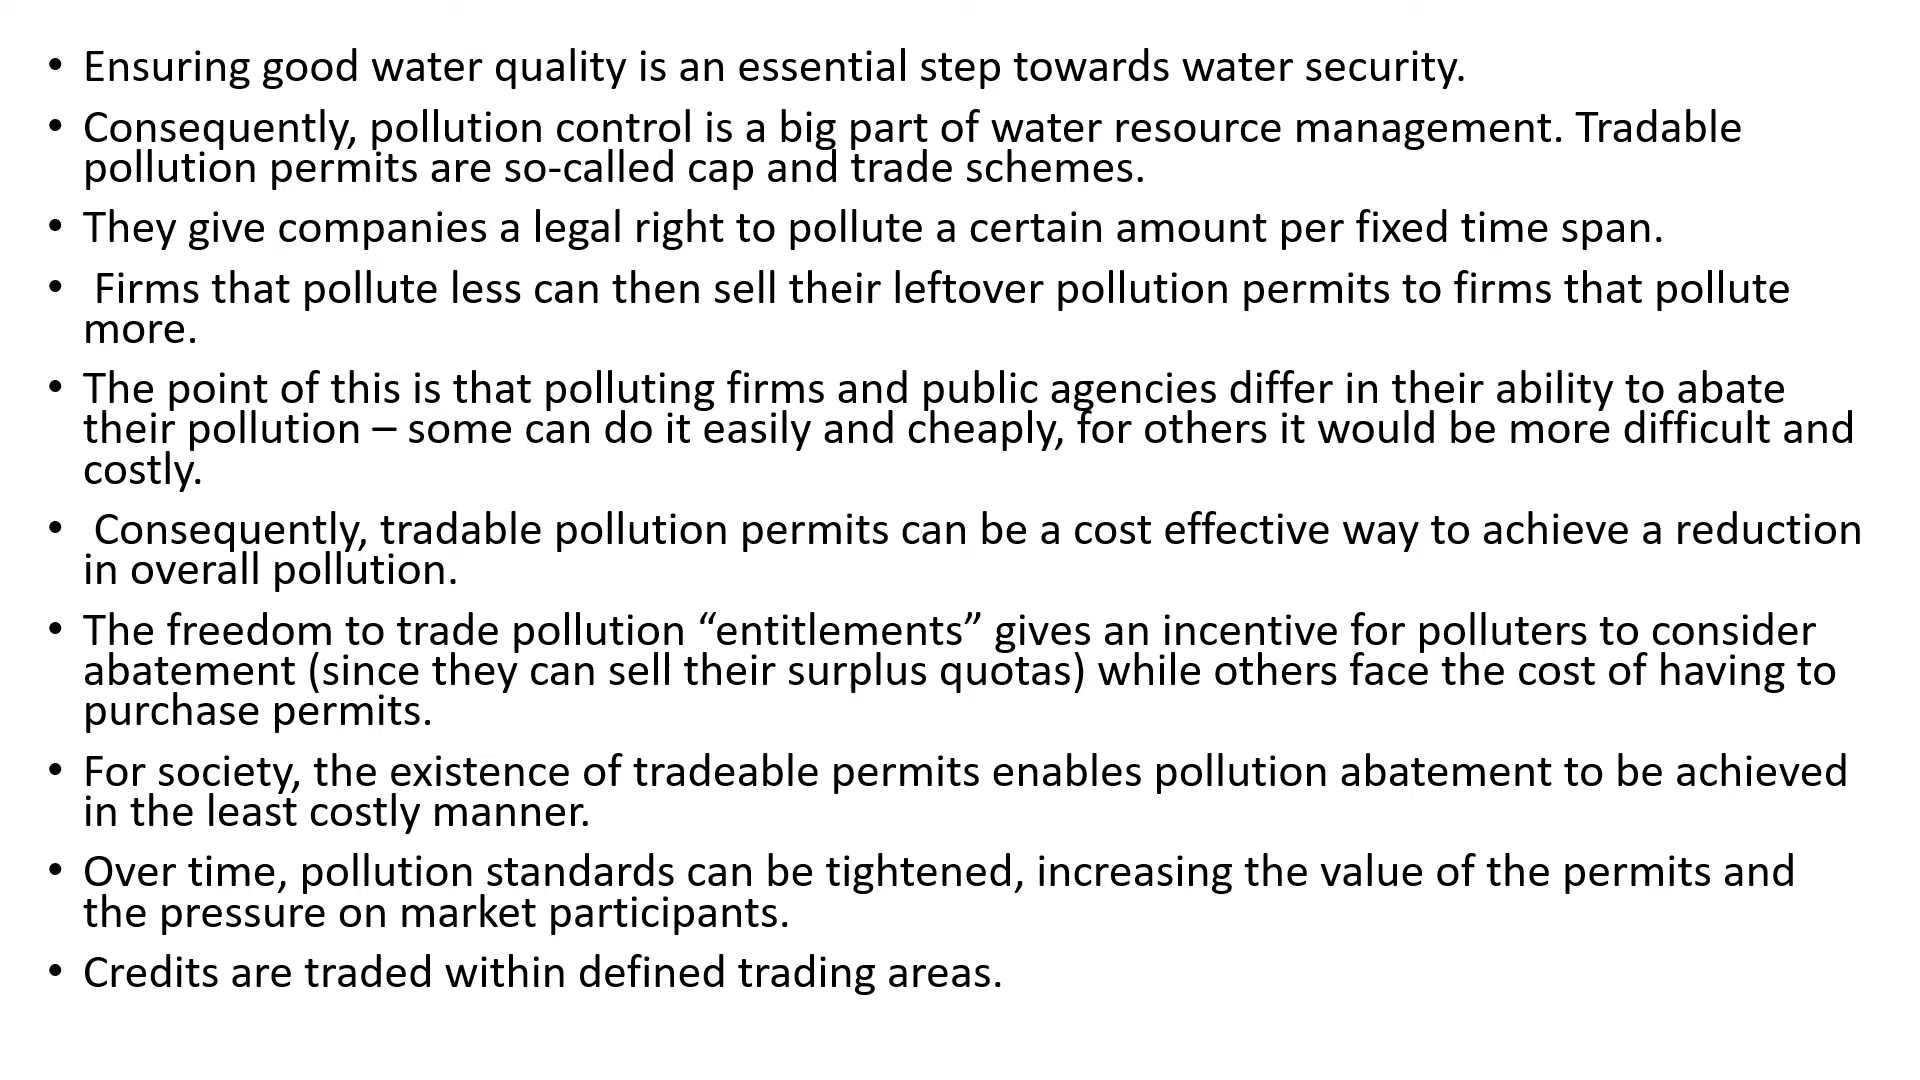 • Ensuring good water quality is an essential step towards water security.
• Consequently, pollution control is a big part of water resource management. Tradable
pollution permits are so-called cap and trade schemes.
• They give companies a legal right to pollute a certain amount per fixed time span.
• Firms that pollute less can then sell their leftover pollution permits to firms that pollute
more.
• The point of this is that polluting firms and public agencies differ in their ability to abate
their pollution – some can do it easily and cheaply, for others it would be more difficult and
costly.
• Consequently, tradable pollution permits can be a cost effective way to achieve a reduction
in overall pollution.
• The freedom to trade pollution “entitlements” gives an incentive for polluters to consider
abatement (since they can sell their surplus quotas) while others face the cost of having to
purchase permits.
• For society, the existence of tradeable permits enables pollution abatement to be achieved
in the least costly manner.
• Over time, pollution standards can be tightened, increasing the value of the permits and
the pressure on market participants.
• Credits are traded within defined trading areas.